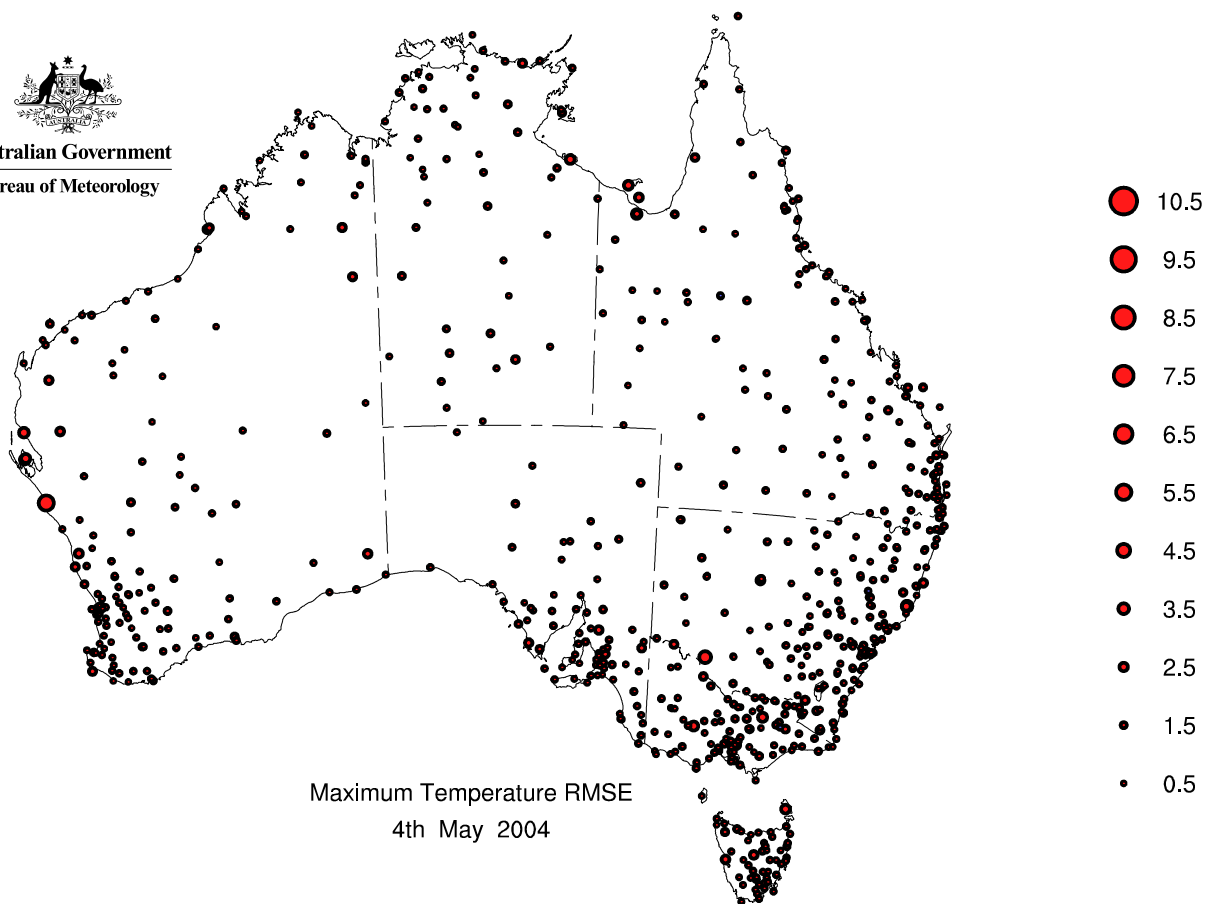 AUSTRALIA
tralian Government
reau of Meteorology
10.5
9.5
8.5
7.5
6.5
5.5
4.5
3.5
2.5
1.5
0.5
Maximum Temperature RMSE
4th May 2004